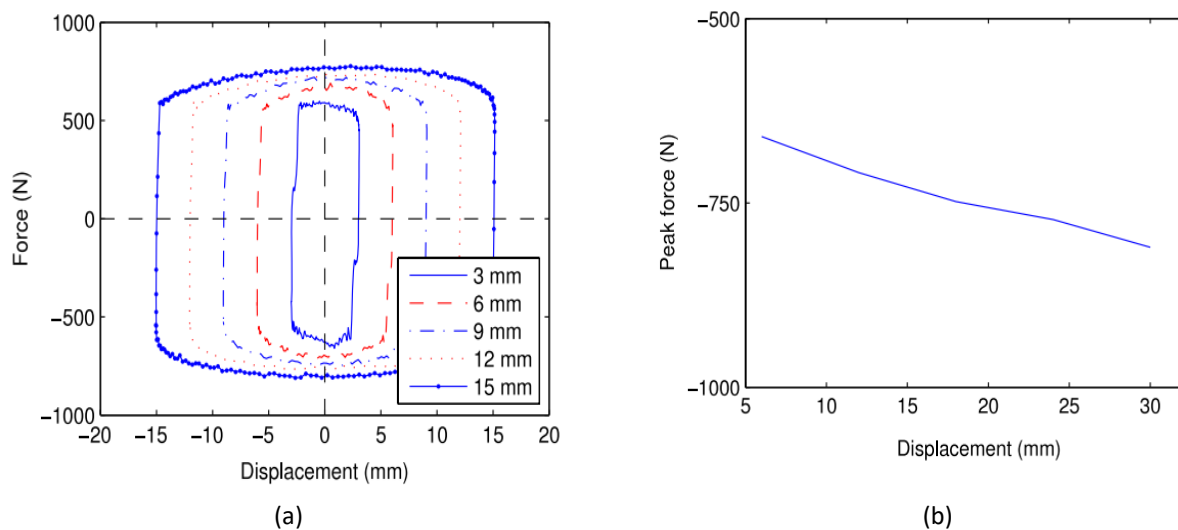 1000
500
0
−500
−1000
−20
−15
−10
−5
0
5
10
15
20
Force (N)
Displacement (mm)
3 mm
6 mm
9 mm
12 mm
15 mm
(a)
−500
−750
−1000
5
10
15
20
25
30
Peak force (N)
Displacement (mm)
(b)